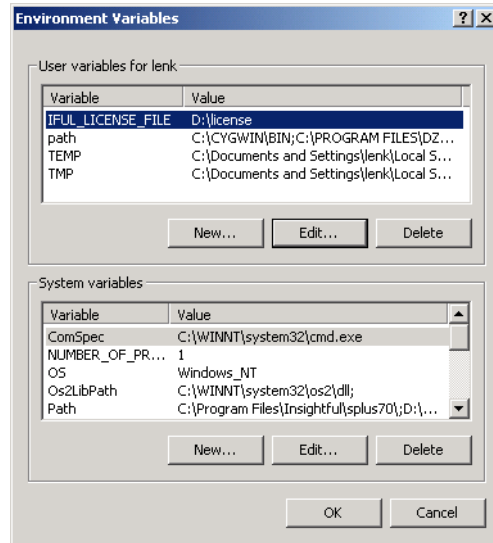 Environment Variables
User variables for lenk
Variable Value
IFUL_LICENSE_FILE D:\license
path C:\CYGWIN\BIN;C:\PROGRAM FILES\DZ...
TEMP C:\Documents and Settings\lenk\Local S...
TMP C:\Documents and Settings\lenk\Local S...
New... Edit... Delete
System variables
Variable Value
ComSpec C:\WINNT\system32\cmd.exe
NUMBER_OF_PR... 1
OS Windows_NT
Os2LibPath C:\WINNT\system32\os2\dll;
Path C:\Program Files\Insightful\splus70\;D:\...
New... Edit... Delete
OK Cancel